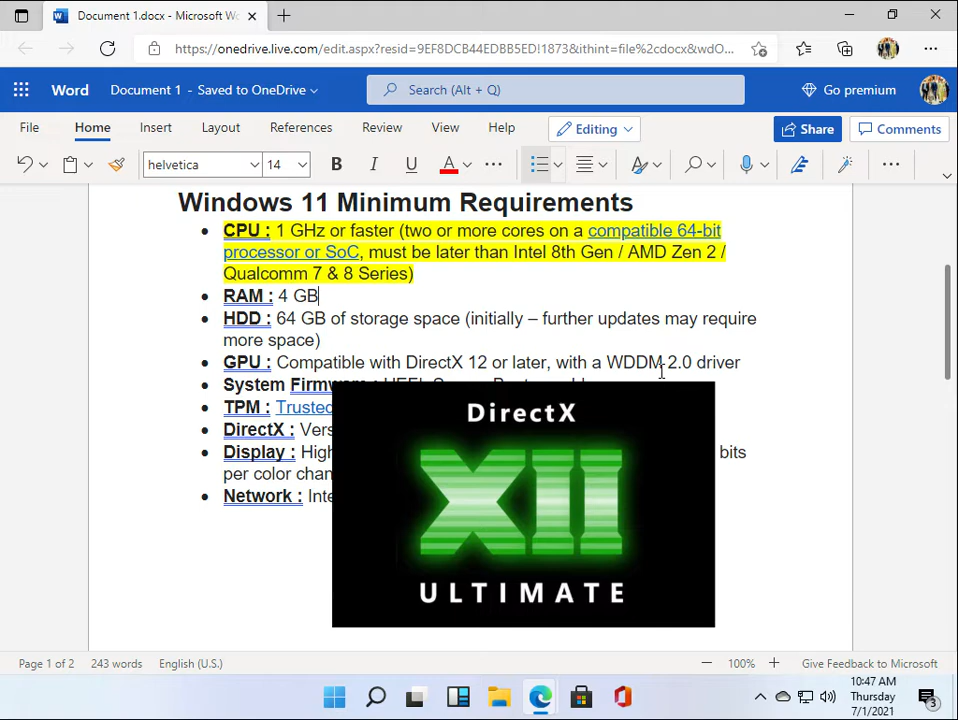 Document 1.docx - Microsoft Wo
https://onedrive.live.com/edit.aspx?resid=9EF8DCB44EDBB5ED!1873&ithint=file%2cdocx&wdO...
Word Document 1 - Saved to OneDrive Search (Alt + Q) Go premium
File Home Insert Layout References Review View Help Editing Share Comments
helvetica 14 B I U A
Windows 11 Minimum Requirements
• CPU : 1 GHz or faster (two or more cores on a compatible 64-bit
processor or SoC, must be later than Intel 8th Gen / AMD Zen 2 /
Qualcomm 7 & 8 Series)
• RAM : 4 GB
• HDD : 64 GB of storage space (initially – further updates may require
more space)
• GPU : Compatible with DirectX 12 or later, with a WDDM 2.0 driver
• System Firmware :
• TPM : Trusted
• DirectX : Vers
• Display : High bits
per color chan
• Network : Inte
DirectX
XII
ULTIMATE
Page 1 of 2 243 words English (U.S.) 100% Give Feedback to Microsoft
10:47 AM
Thursday
7/1/2021
3